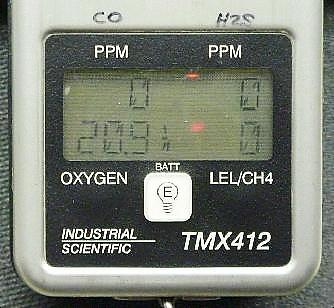 CO H2S
PPM PPM
0 0
20.9 % 0
BATT
OXYGEN LEL/CH4
E
INDUSTRIAL
SCIENTIFIC TMX412